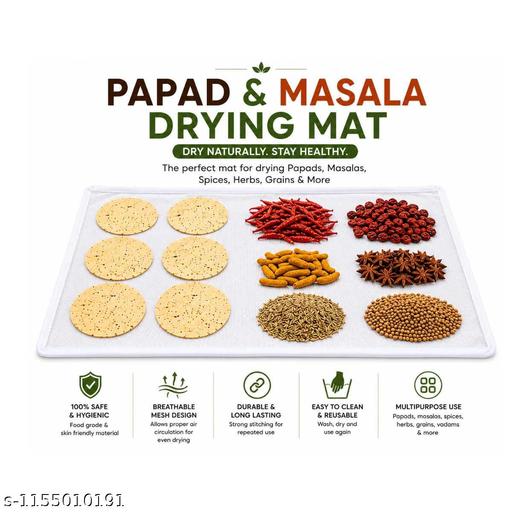 PAPAD & MASALA
DRYING MAT
DRY NATURALLY. STAY HEALTHY.
The perfect mat for drying Papads, Masalas,
Spices, Herbs, Grains & More
100% SAFE
& HYGIENIC
Food grade &
skin friendly material
BREATHABLE
MESH DESIGN
Allows proper air
circulation for
even drying
DURABLE &
LONG LASTING
Strong stitching for
repeated use
EASY TO CLEAN
& REUSABLE
Wash, dry and
use again
MULTIPURPOSE USE
Papads, masalas, spices,
herbs, grains, vadams
& more
s-1155010191